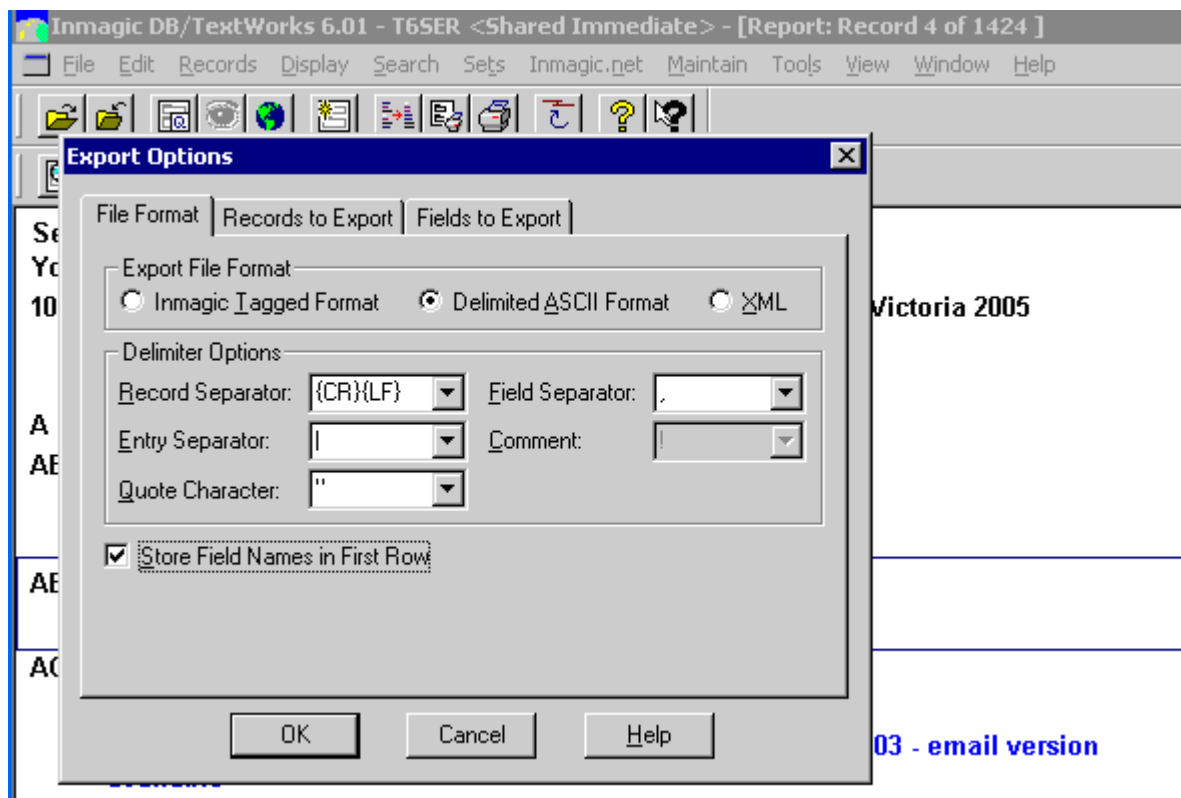 Inmagic DB/TextWorks 6.01 - T6SER <Shared Immediate> - [Report: Record 4 of 1424 ]
File Edit Records Display Search Sets Inmagic.net Maintain Tools View Window Help
Export Options
File Format Records to Export Fields to Export
Export File Format
Inmagic Tagged Format Delimited ASCII Format XML
Victoria 2005
10
Delimiter Options
Record Separator: {CR}{LF} Field Separator: ,
A
Entry Separator: | Comment: !
Quote Character: "
Store Field Names in First Row
OK Cancel Help
03 - email version